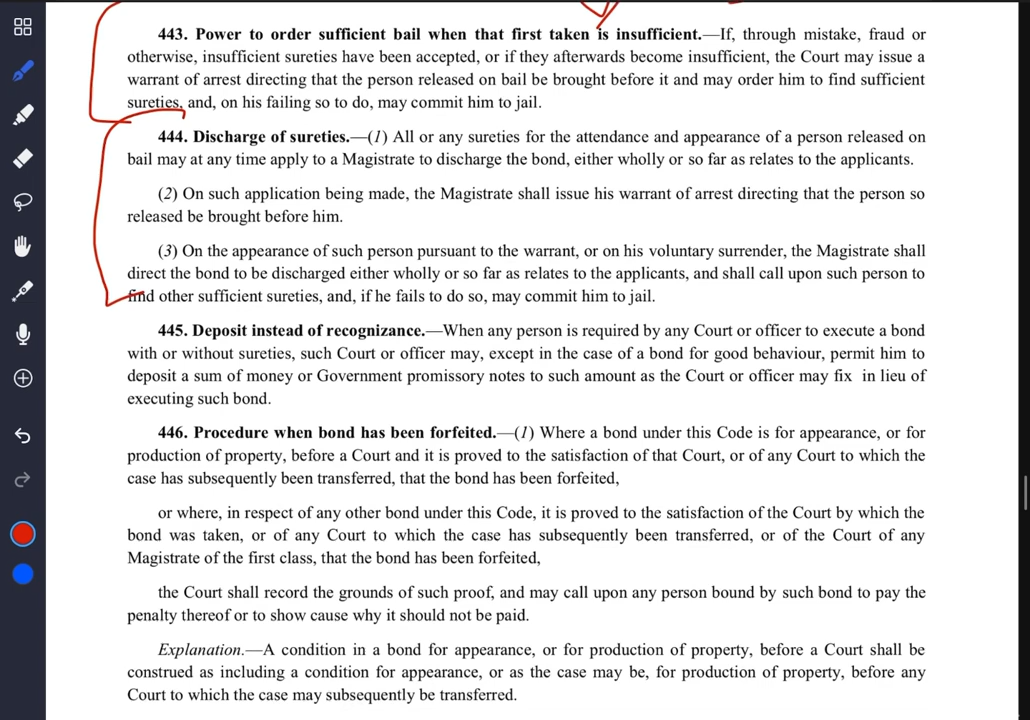 443. Power to order sufficient bail when that first taken is insufficient.—If, through mistake, fraud or
otherwise, insufficient sureties have been accepted, or if they afterwards become insufficient, the Court may issue a
warrant of arrest directing that the person released on bail be brought before it and may order him to find sufficient
sureties, and, on his failing so to do, may commit him to jail.
444. Discharge of sureties.—(1) All or any sureties for the attendance and appearance of a person released on
bail may at any time apply to a Magistrate to discharge the bond, either wholly or so far as relates to the applicants.
(2) On such application being made, the Magistrate shall issue his warrant of arrest directing that the person so
released be brought before him.
(3) On the appearance of such person pursuant to the warrant, or on his voluntary surrender, the Magistrate shall
direct the bond to be discharged either wholly or so far as relates to the applicants, and shall call upon such person to
find other sufficient sureties, and, if he fails to do so, may commit him to jail.
445. Deposit instead of recognizance.—When any person is required by any Court or officer to execute a bond
with or without sureties, such Court or officer may, except in the case of a bond for good behaviour, permit him to
deposit a sum of money or Government promissory notes to such amount as the Court or officer may fix in lieu of
executing such bond.
446. Procedure when bond has been forfeited.—(1) Where a bond under this Code is for appearance, or for
production of property, before a Court and it is proved to the satisfaction of that Court, or of any Court to which the
case has subsequently been transferred, that the bond has been forfeited,
or where, in respect of any other bond under this Code, it is proved to the satisfaction of the Court by which the
bond was taken, or of any Court to which the case has subsequently been transferred, or of the Court of any
Magistrate of the first class, that the bond has been forfeited,
the Court shall record the grounds of such proof, and may call upon any person bound by such bond to pay the
penalty thereof or to show cause why it should not be paid.
Explanation.—A condition in a bond for appearance, or for production of property, before a Court shall be
construed as including a condition for appearance, or as the case may be, for production of property, before any
Court to which the case may subsequently be transferred.